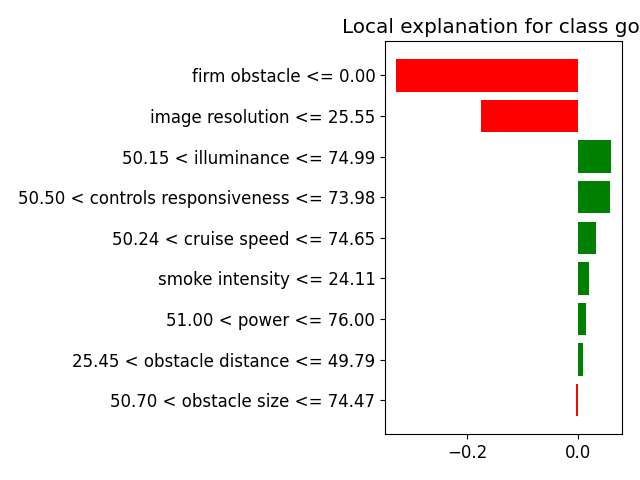 Local explanation for class go
firm obstacle <= 0.00
image resolution <= 25.55
50.15 < illuminance <= 74.99
50.50 < controls responsiveness <= 73.98
50.24 < cruise speed <= 74.65
smoke intensity <= 24.11
51.00 < power <= 76.00
25.45 < obstacle distance <= 49.79
50.70 < obstacle size <= 74.47
−0.2 0.0